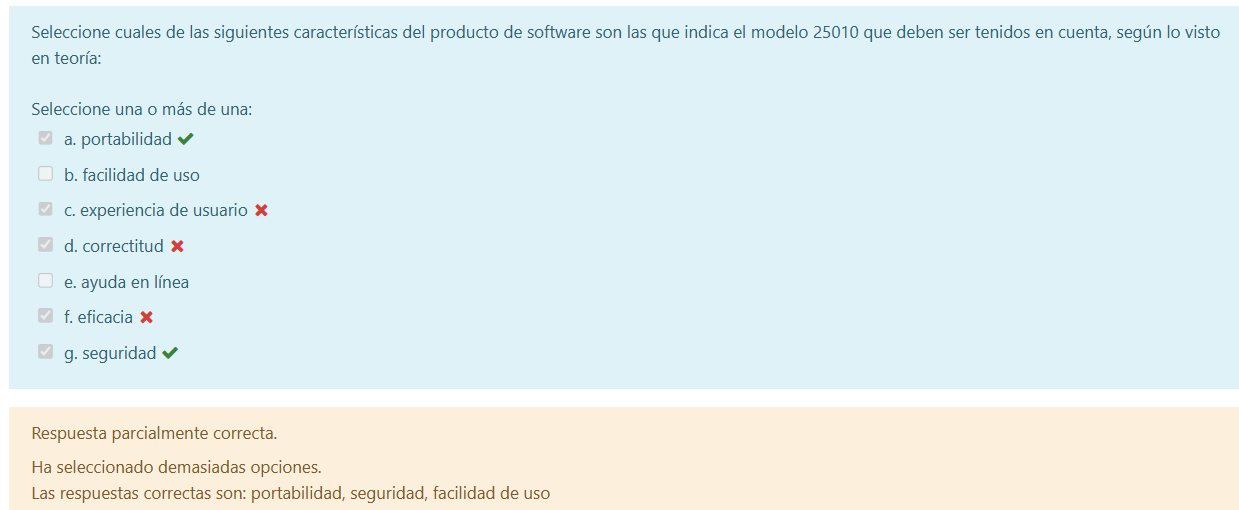 Seleccione cuales de las siguientes características del producto de software son las que indica el modelo 25010 que deben ser tenidos en cuenta, según lo visto
en teoría:
Seleccione una o más de una:
a. portabilidad
b. facilidad de uso
c. experiencia de usuario
d. correctitud
e. ayuda en línea
f. eficacia
g. seguridad
Respuesta parcialmente correcta.
Ha seleccionado demasiadas opciones.
Las respuestas correctas son: portabilidad, seguridad, facilidad de uso